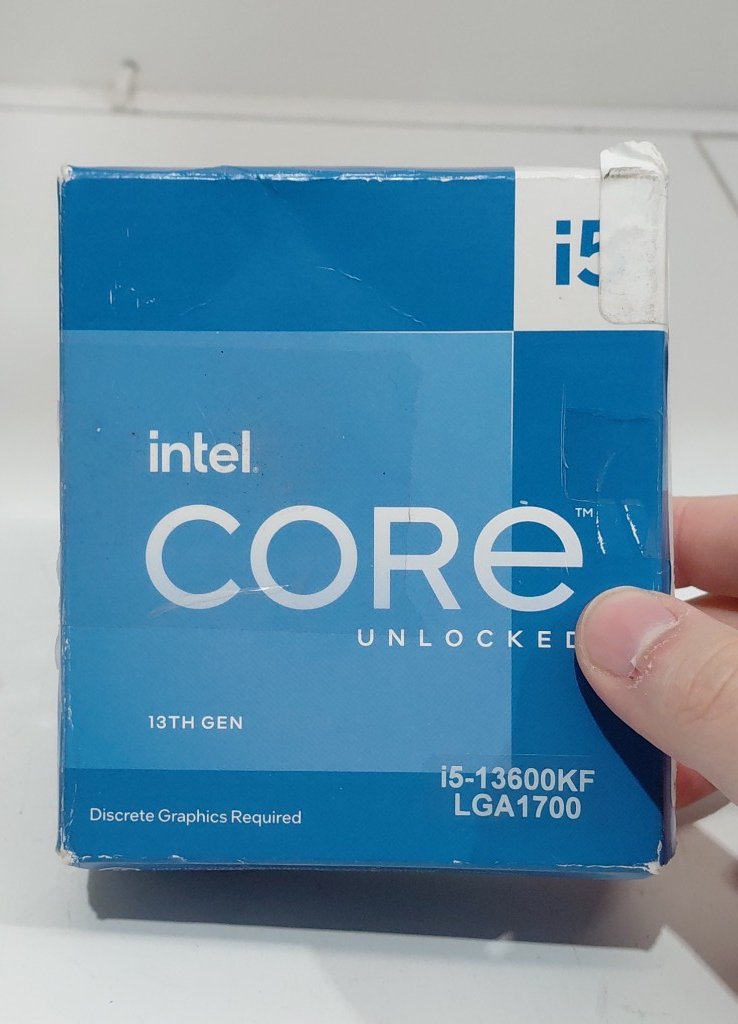 i5
intel.
CORE™
UNLOCKED
13TH GEN
i5-13600KF
LGA1700
Discrete Graphics Required